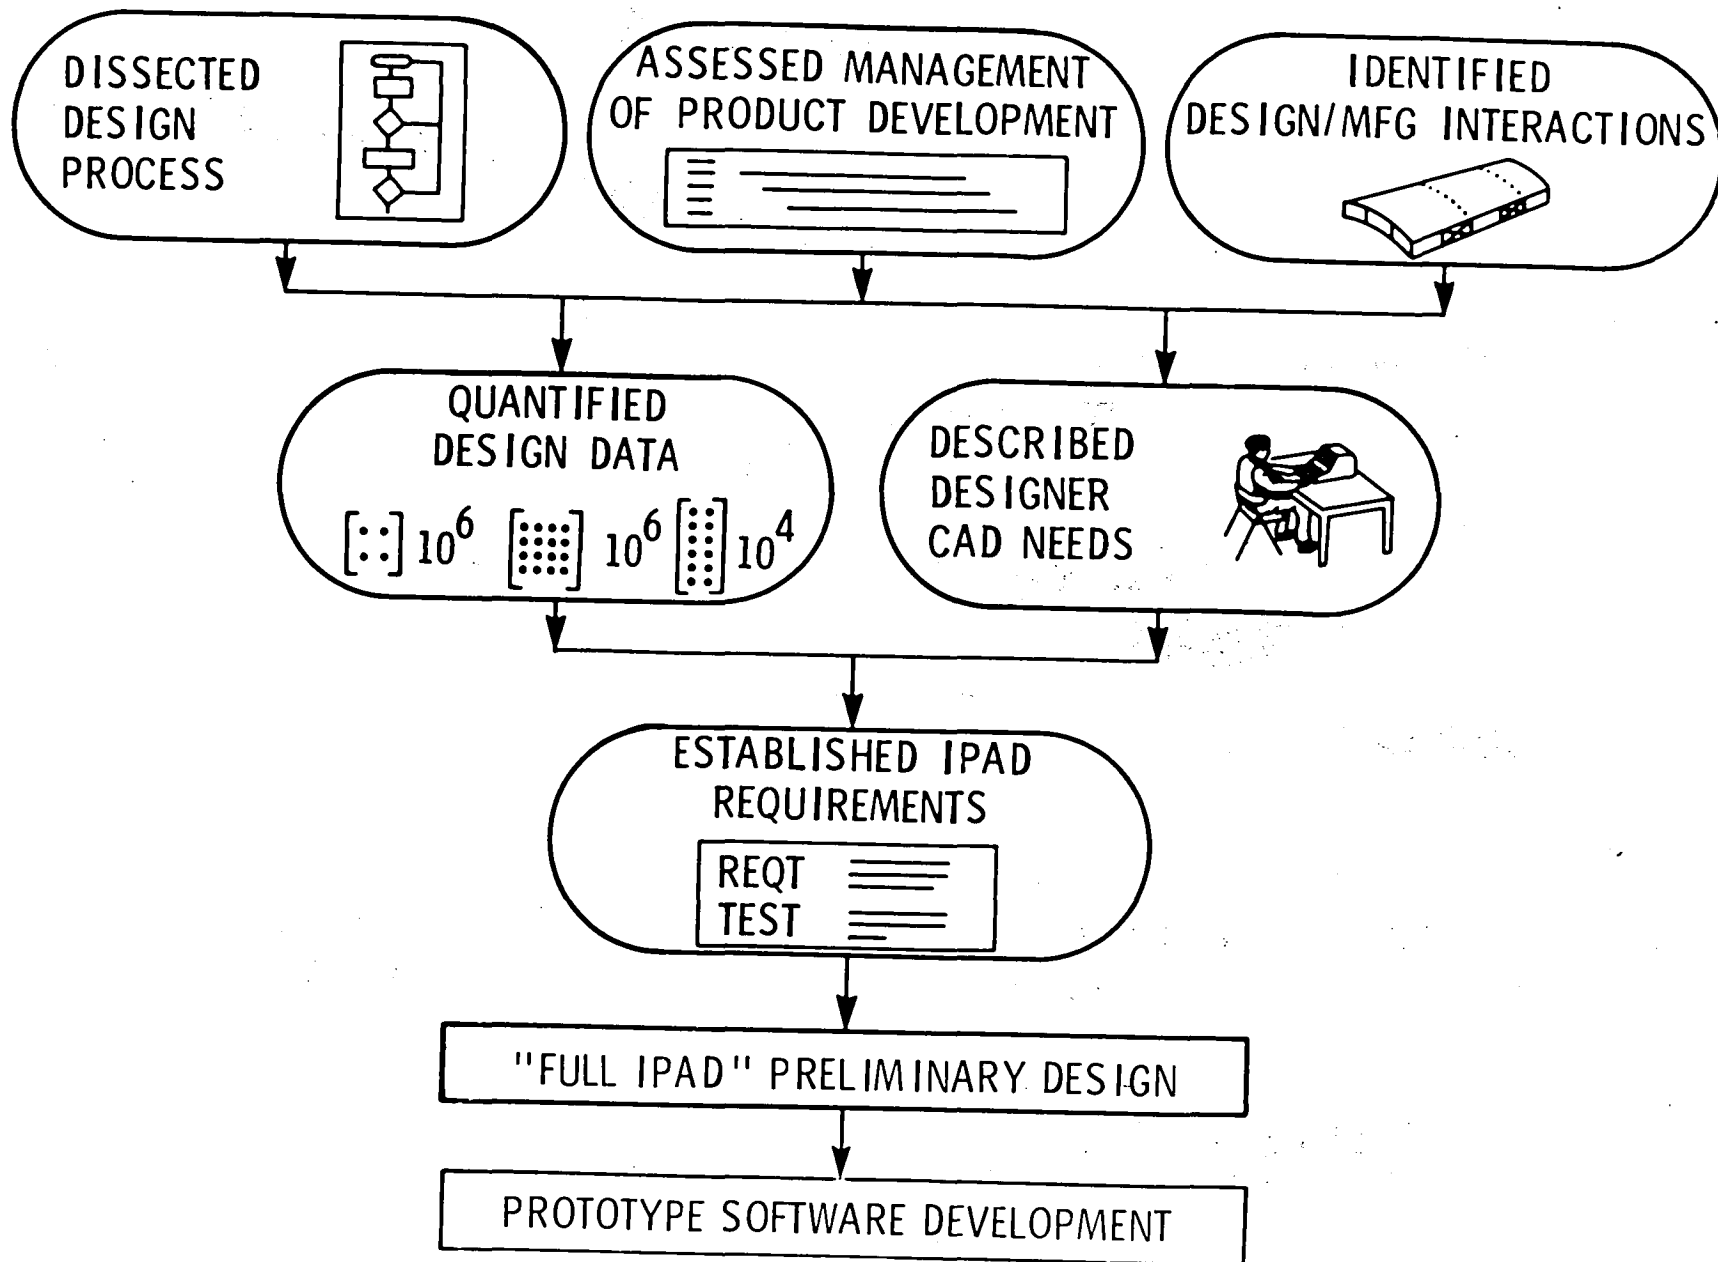 DISSECTED
DESIGN
PROCESS
ASSESSED MANAGEMENT
OF PRODUCT DEVELOPMENT
IDENTIFIED
DESIGN/MFG INTERACTIONS
QUANTIFIED
DESIGN DATA
10^6 10^6 10^4
DESCRIBED
DESIGNER
CAD NEEDS
ESTABLISHED IPAD
REQUIREMENTS
REQT
TEST
"FULL IPAD" PRELIMINARY DESIGN
PROTOTYPE SOFTWARE DEVELOPMENT